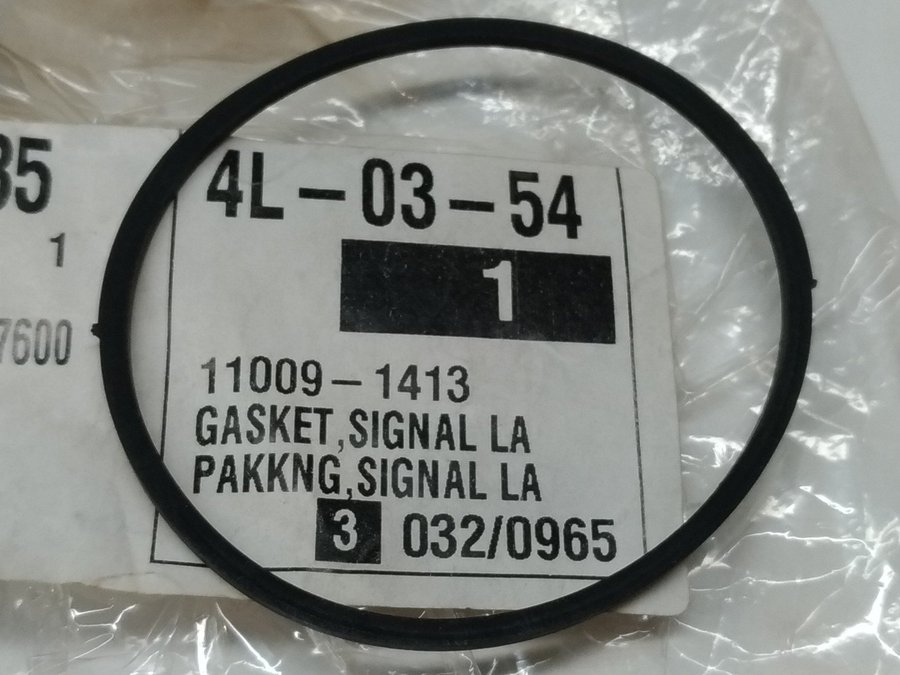 35
1
7600
4L-03-54
1
11009-1413
GASKET,SIGNAL LA
PAKKNG,SIGNAL LA
3 032/0965